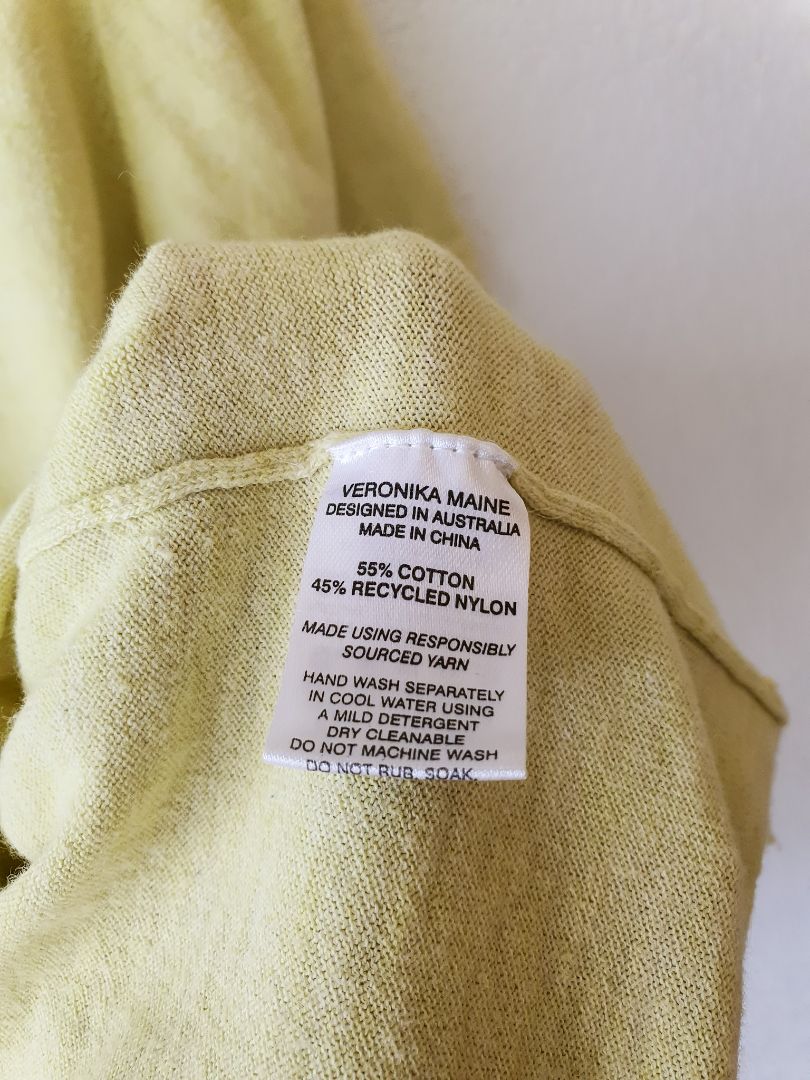 VERONIKA MAINE
DESIGNED IN AUSTRALIA
MADE IN CHINA
55% COTTON
45% RECYCLED NYLON
MADE USING RESPONSIBLY
SOURCED YARN
HAND WASH SEPARATELY
IN COOL WATER USING
A MILD DETERGENT
DRY CLEANABLE
DO NOT MACHINE WASH
DO NOT RUB, SOAK,